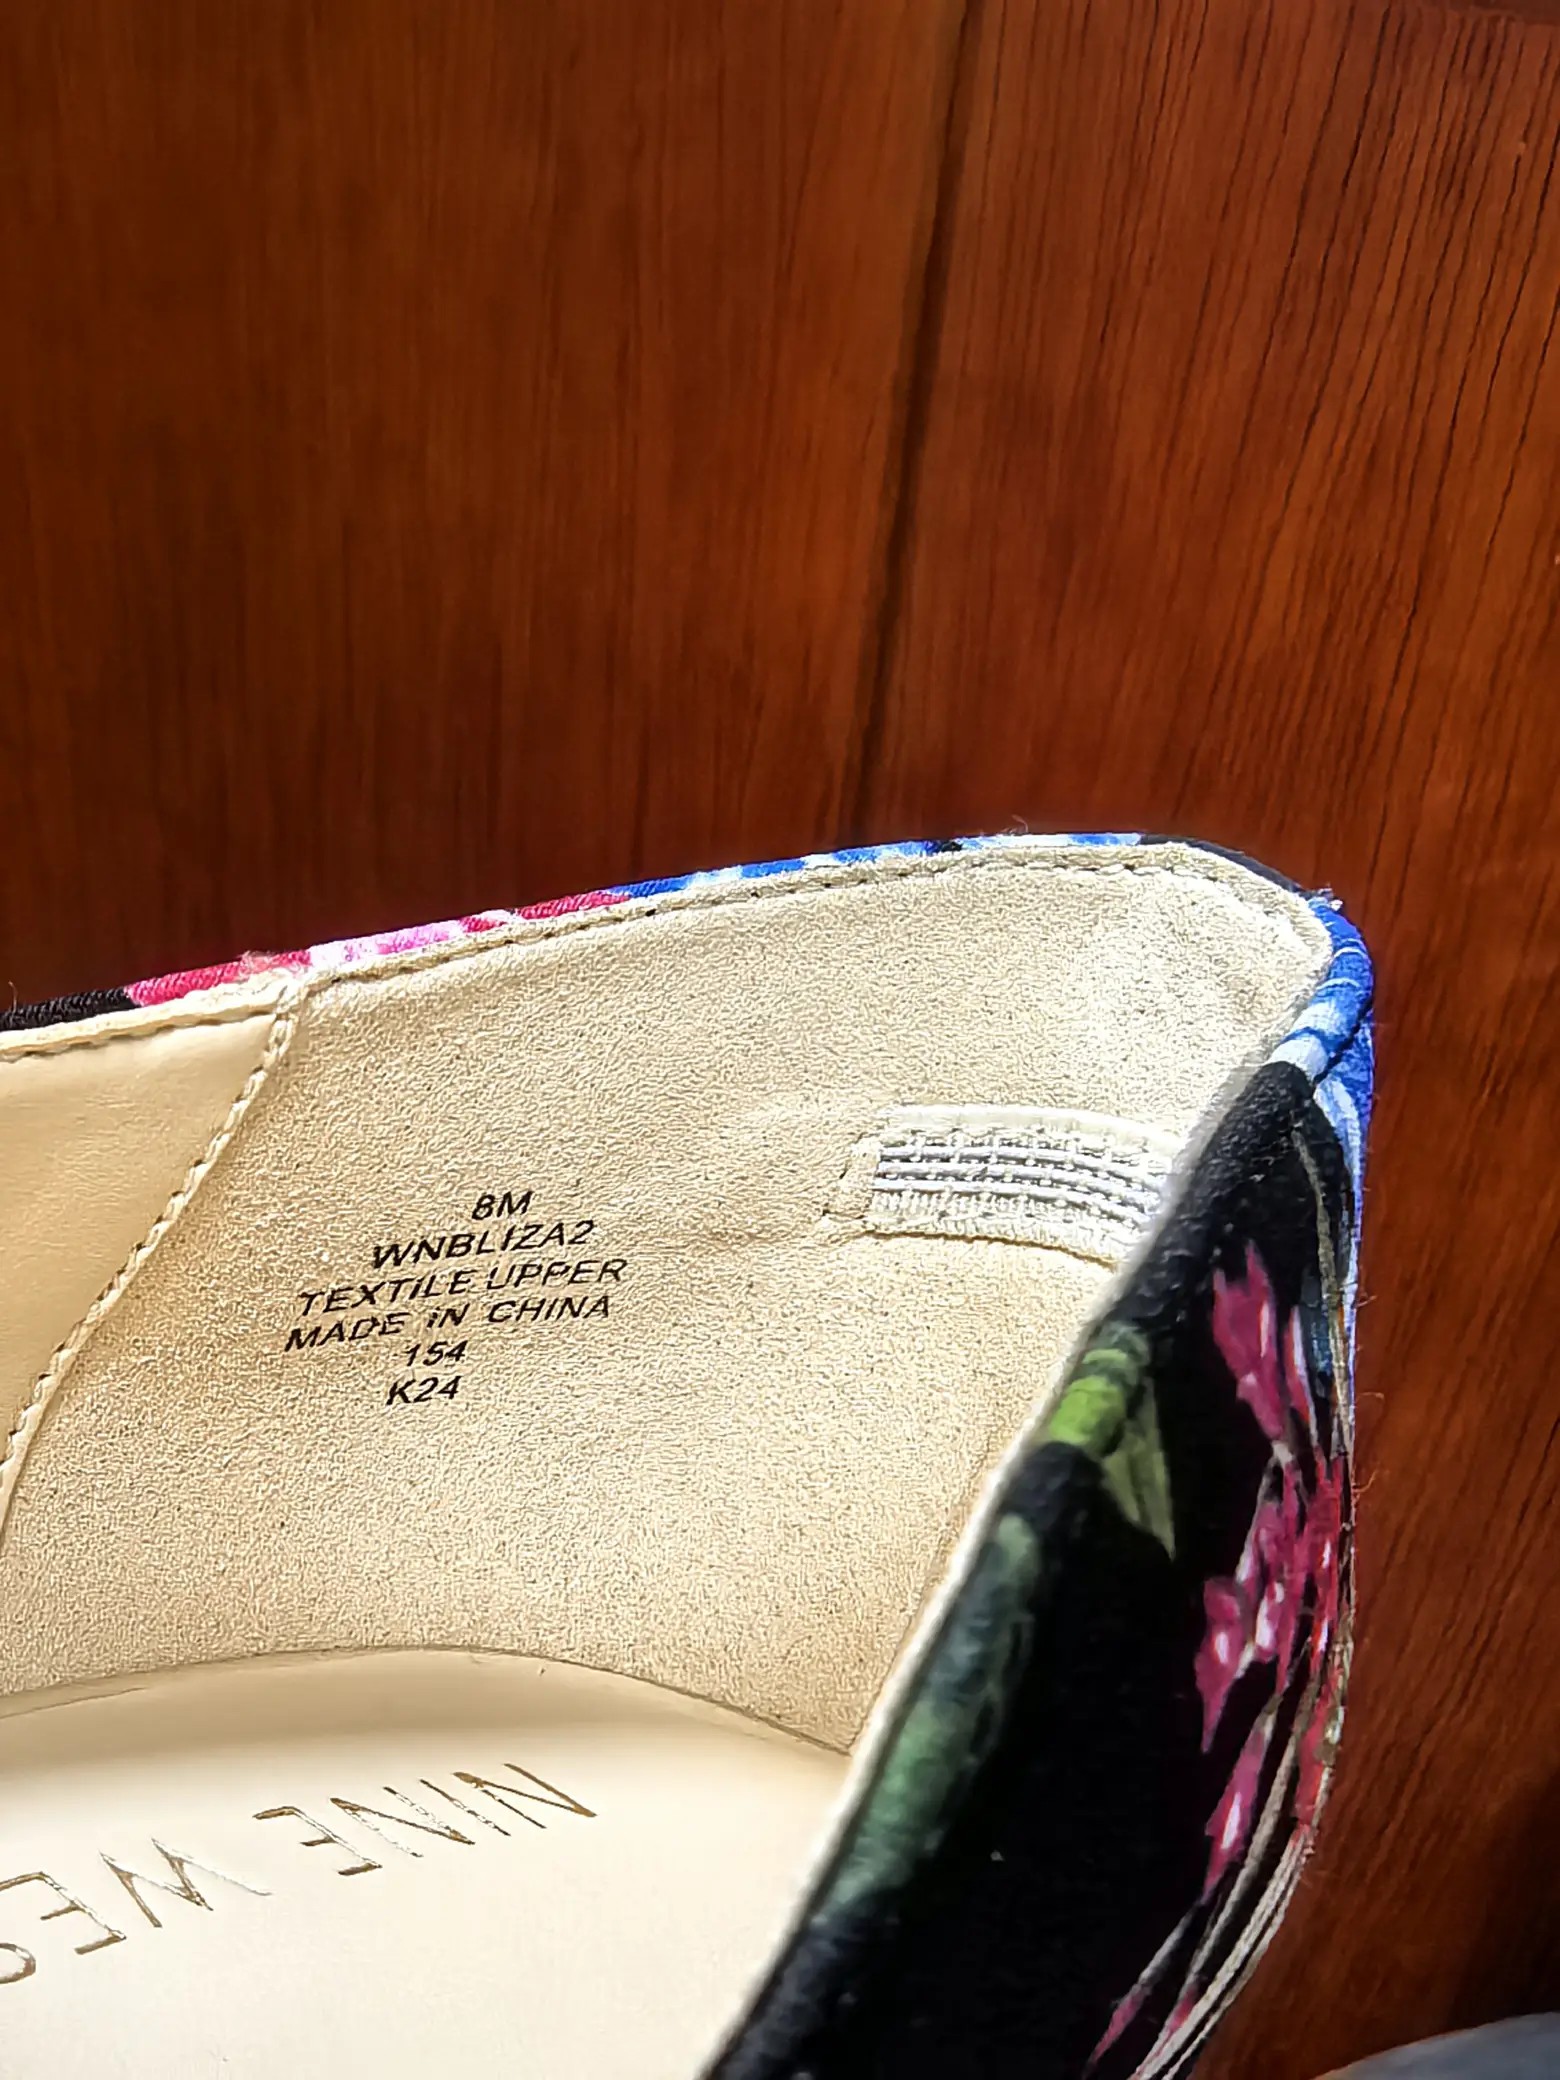 8M
WNBLIZA2
TEXTILE UPPER
MADE IN CHINA
154
K24
NINE WES